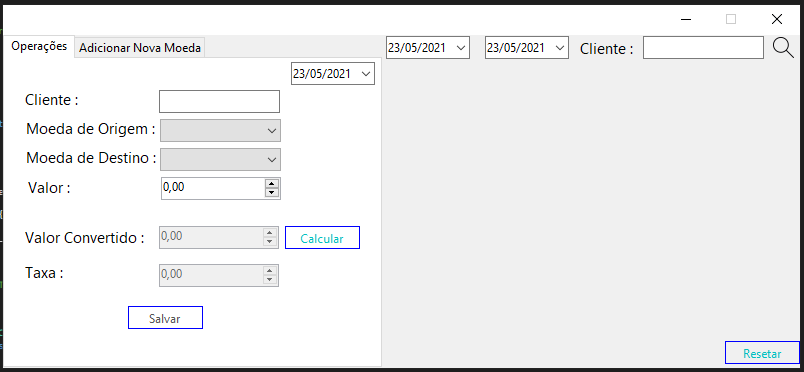 Operações
Adicionar Nova Moeda
23/05/2021
23/05/2021
Cliente :
23/05/2021
Cliente :
Moeda de Origem :
Moeda de Destino :
Valor :
0,00
Valor Convertido :
0,00
Calcular
Taxa :
0,00
Salvar
Resetar